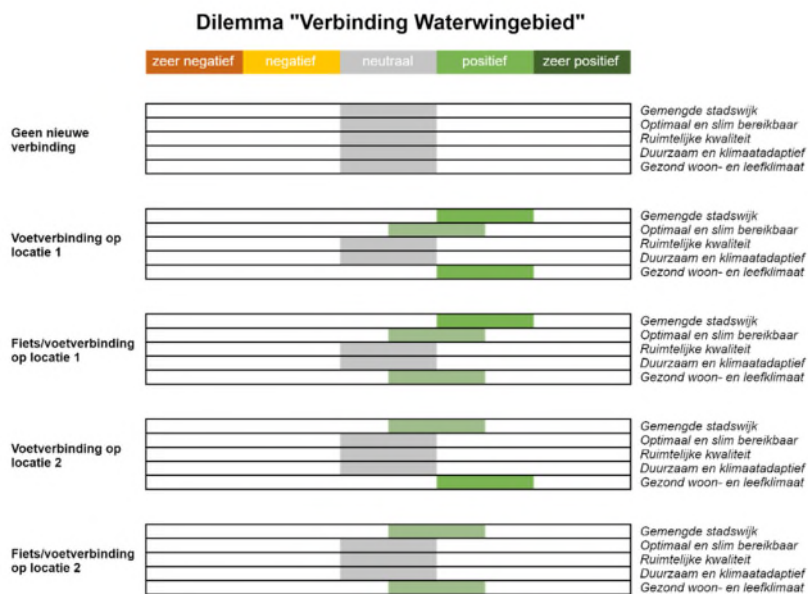 Dilemma "Verbinding Waterwingebied"
zeer negatief negatief neutraal positief zeer positief
Geen nieuwe
verbinding
Gemengde stadswijk
Optimaal en slim bereikbaar
Ruimtelijke kwaliteit
Duurzaam en klimaatadaptief
Gezond woon- en leefklimaat
Voetverbinding op
locatie 1
Gemengde stadswijk
Optimaal en slim bereikbaar
Ruimtelijke kwaliteit
Duurzaam en klimaatadaptief
Gezond woon- en leefklimaat
Fiets/voetverbinding
op locatie 1
Gemengde stadswijk
Optimaal en slim bereikbaar
Ruimtelijke kwaliteit
Duurzaam en klimaatadaptief
Gezond woon- en leefklimaat
Voetverbinding op
locatie 2
Gemengde stadswijk
Optimaal en slim bereikbaar
Ruimtelijke kwaliteit
Duurzaam en klimaatadaptief
Gezond woon- en leefklimaat
Fiets/voetverbinding
op locatie 2
Gemengde stadswijk
Optimaal en slim bereikbaar
Ruimtelijke kwaliteit
Duurzaam en klimaatadaptief
Gezond woon- en leefklimaat